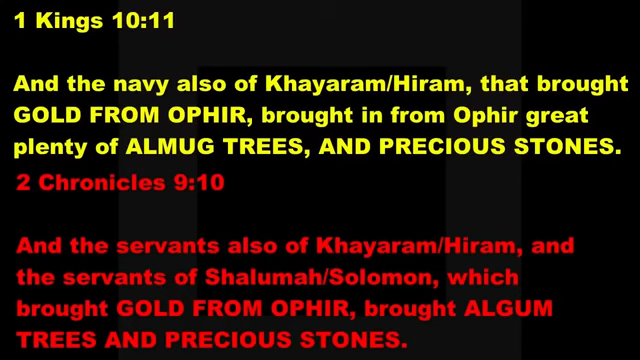 1 Kings 10:11
And the navy also of Khayaram/Hiram, that brought
GOLD FROM OPHIR, brought in from Ophir great
plenty of ALMUG TREES, AND PRECIOUS STONES.
2 Chronicles 9:10
And the servants also of Khayaram/Hiram, and
the servants of Shalumah/Solomon, which
brought GOLD FROM OPHIR, brought ALGUM
TREES AND PRECIOUS STONES.